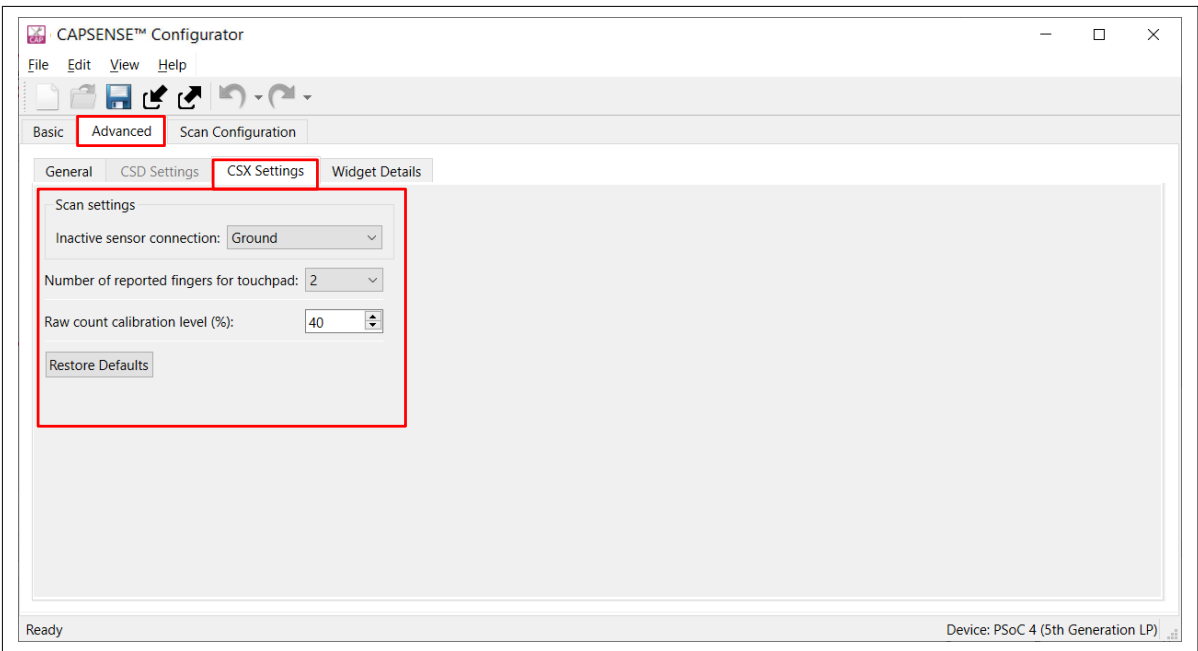 CAPSENSE™ Configurator
File Edit View Help
Basic Advanced Scan Configuration
General CSD Settings CSX Settings Widget Details
Scan settings
Inactive sensor connection: Ground
Number of reported fingers for touchpad: 2
Raw count calibration level (%): 40
Restore Defaults
Ready Device: PSoC 4 (5th Generation LP)